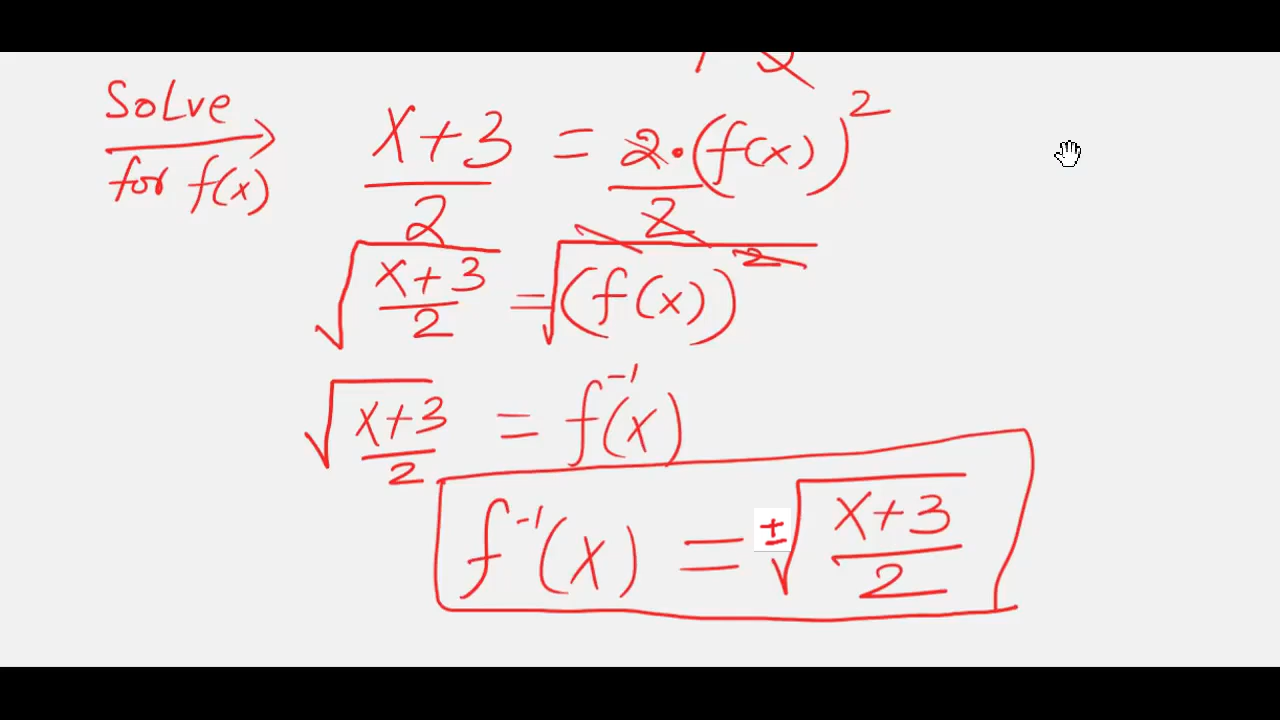 Solve
for f(x)
x+3 = 2·(f(x))²
2 2
√(x+3)/2 = √(f(x))²
√(x+3)/2 = f⁻¹(x)
f⁻¹(x) = ±√(x+3)/2